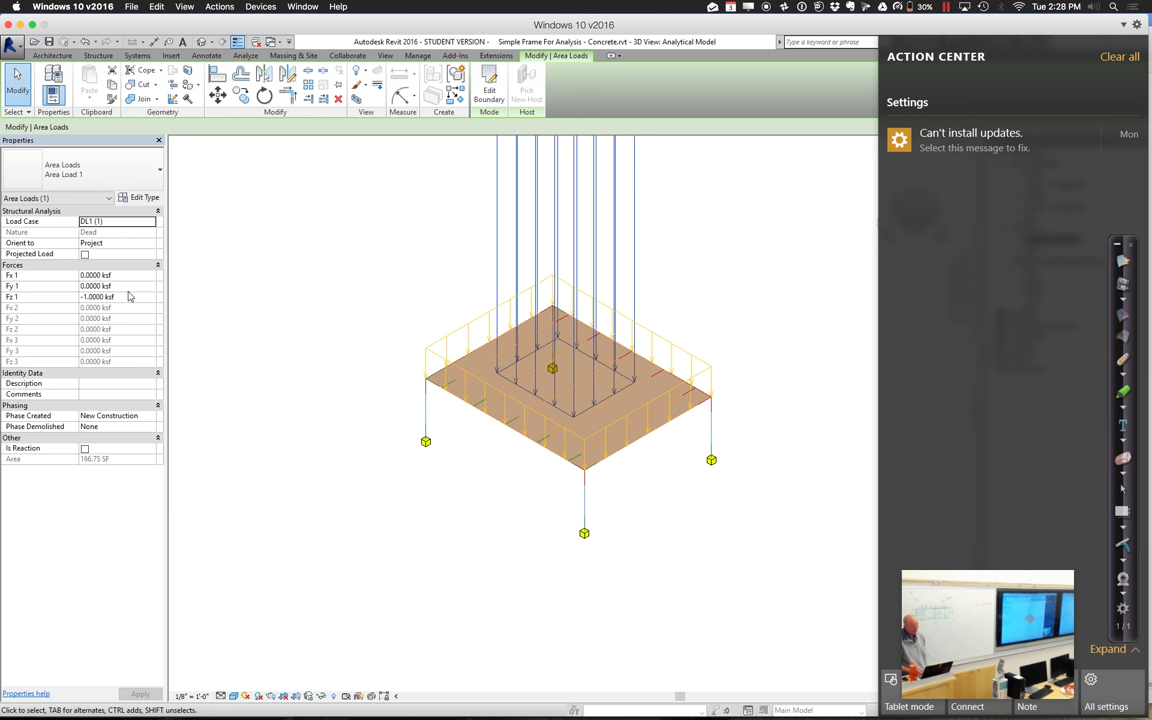 Windows 10 v2016 File Edit View Actions Devices Window Help 3 30% Tue 2:28 PM
Windows 10 v2016
Autodesk Revit 2016 - STUDENT VERSION - Simple Frame For Analysis - Concrete.rvt - 3D View: Analytical Model
Type a keyword or phrase
Architecture Structure Systems Insert Annotate Analyze Massing & Site Collaborate View Manage Add-Ins Extensions Modify | Area Loads
Modify Paste Cope Cut Join Edit Boundary Pick New Host
Select Properties Clipboard Geometry Modify View Measure Create Mode Host
Modify | Area Loads
Properties
Area Loads
Area Load 1
Area Loads (1) Edit Type
Structural Analysis
Load Case DL1 (1)
Nature Dead
Orient to Project
Projected Load
Forces
Fx 1 0.0000 ksf
Fy 1 0.0000 ksf
Fz 1 -1.0000 ksf
Fx 2 0.0000 ksf
Fy 2 0.0000 ksf
Fz 2 0.0000 ksf
Fx 3 0.0000 ksf
Fy 3 0.0000 ksf
Fz 3 0.0000 ksf
Identity Data
Description
Comments
Phasing
Phase Created New Construction
Phase Demolished None
Other
Is Reaction
Area 166.75 SF
Properties help Apply
1/8" = 1'-0"
Click to select, TAB for alternates, CTRL adds, SHIFT unselects.
:0 Main Model
ACTION CENTER Clear all
Settings
Can't install updates. Mon
Select this message to fix.
1 / 1
Expand
Tablet mode Connect Note All settings